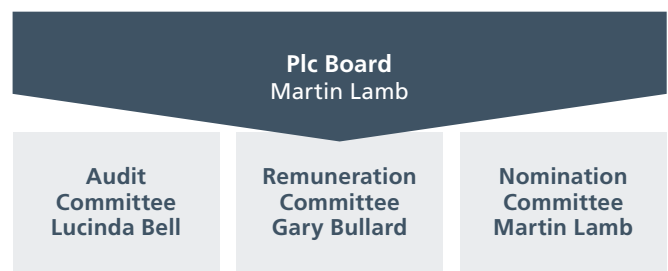 Plc Board
Martin Lamb
Audit
Committee
Lucinda Bell
Remuneration
Committee
Gary Bullard
Nomination
Committee
Martin Lamb